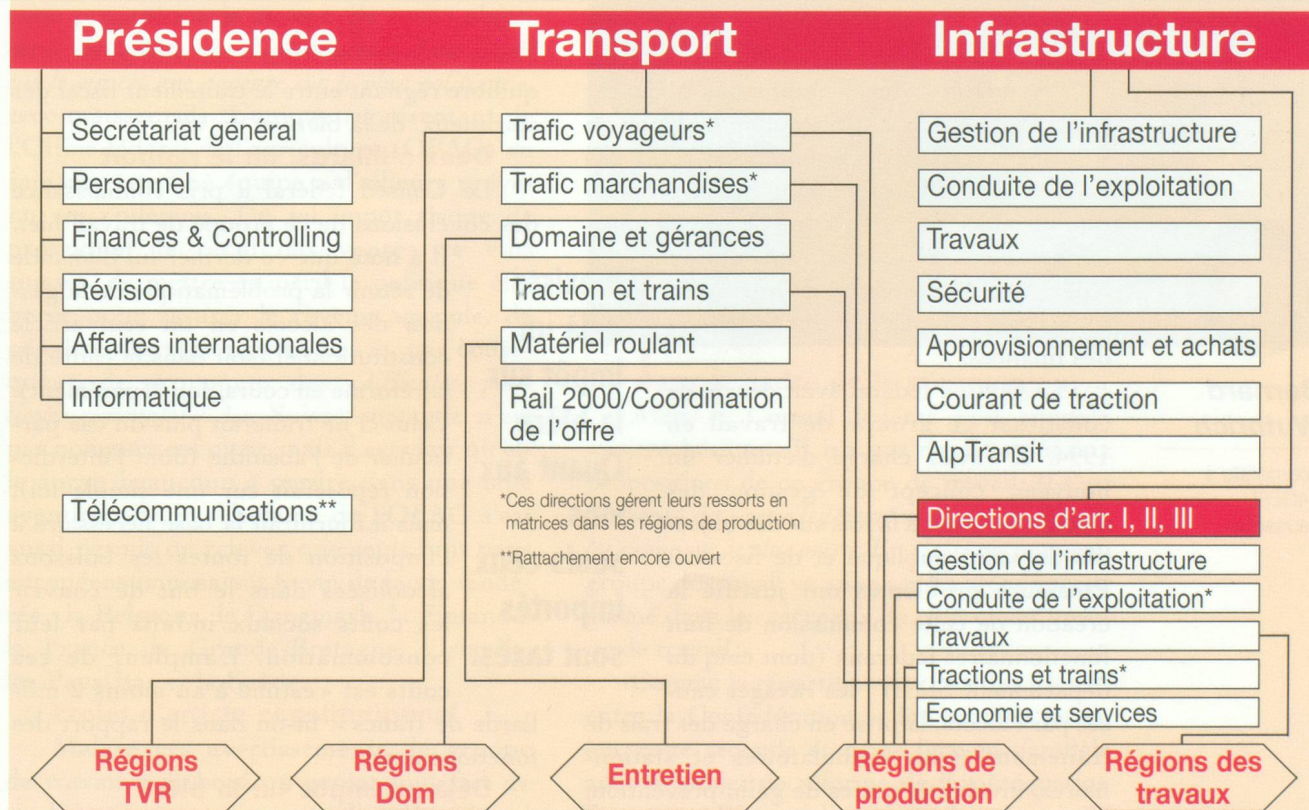 Présidence
Transport
Infrastructure
Secrétariat général
Personnel
Finances & Controlling
Révision
Affaires internationales
Informatique
Télécommunications**
Trafic voyageurs*
Trafic marchandises*
Domaine et gérances
Traction et trains
Matériel roulant
Rail 2000/Coordination
de l'offre
*Ces directions gèrent leurs ressorts en
matrices dans les régions de production
**Rattachement encore ouvert
Gestion de l'infrastructure
Conduite de l'exploitation
Travaux
Sécurité
Approvisionnement et achats
Courant de traction
AlpTransit
Directions d'arr. I, II, III
Gestion de l'infrastructure
Conduite de l'exploitation*
Travaux
Tractions et trains*
Economie et services
Régions
TVR
Régions
Dom
Entretien
Régions de
production
Régions des
travaux